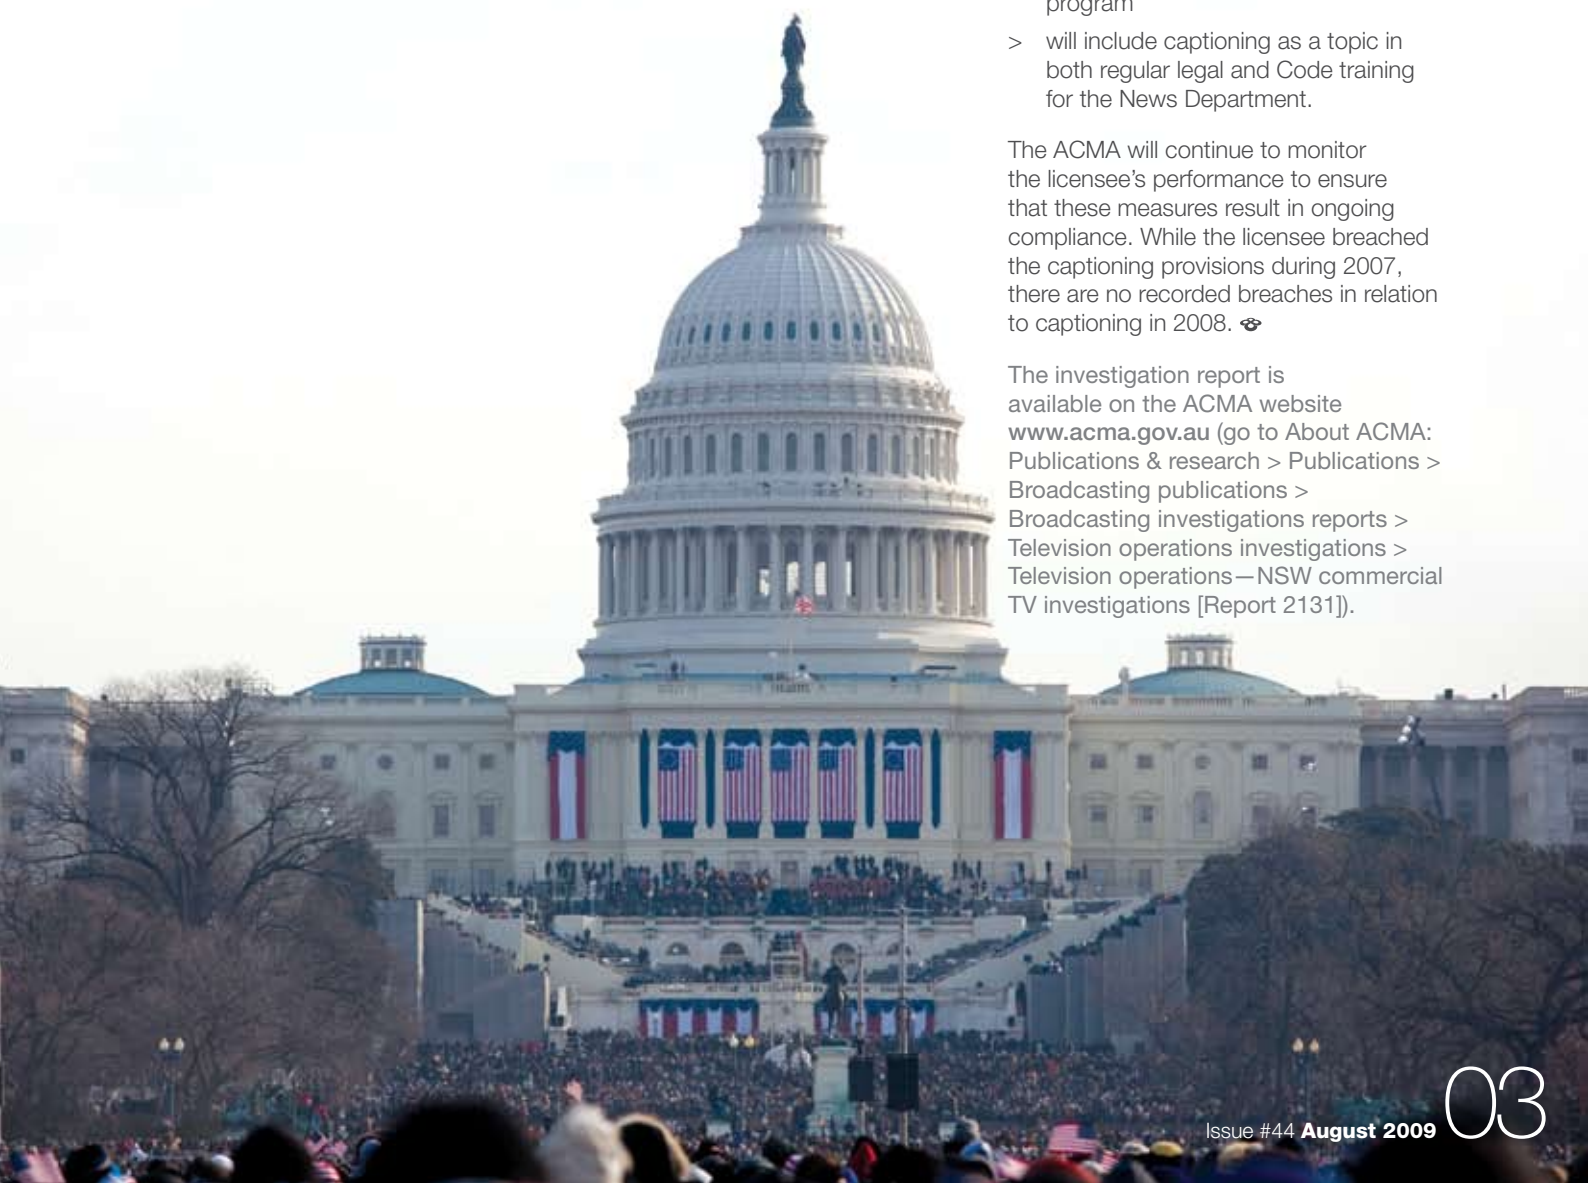 program
> will include captioning as a topic in
both regular legal and Code training
for the News Department.
The ACMA will continue to monitor
the licensee's performance to ensure
that these measures result in ongoing
compliance. While the licensee breached
the captioning provisions during 2007,
there are no recorded breaches in relation
to captioning in 2008.
The investigation report is
available on the ACMA website
www.acma.gov.au (go to About ACMA:
Publications & research > Publications >
Broadcasting publications >
Broadcasting investigations reports >
Television operations investigations >
Television operations—NSW commercial
TV investigations [Report 2131]).
Issue #44 August 2009 03